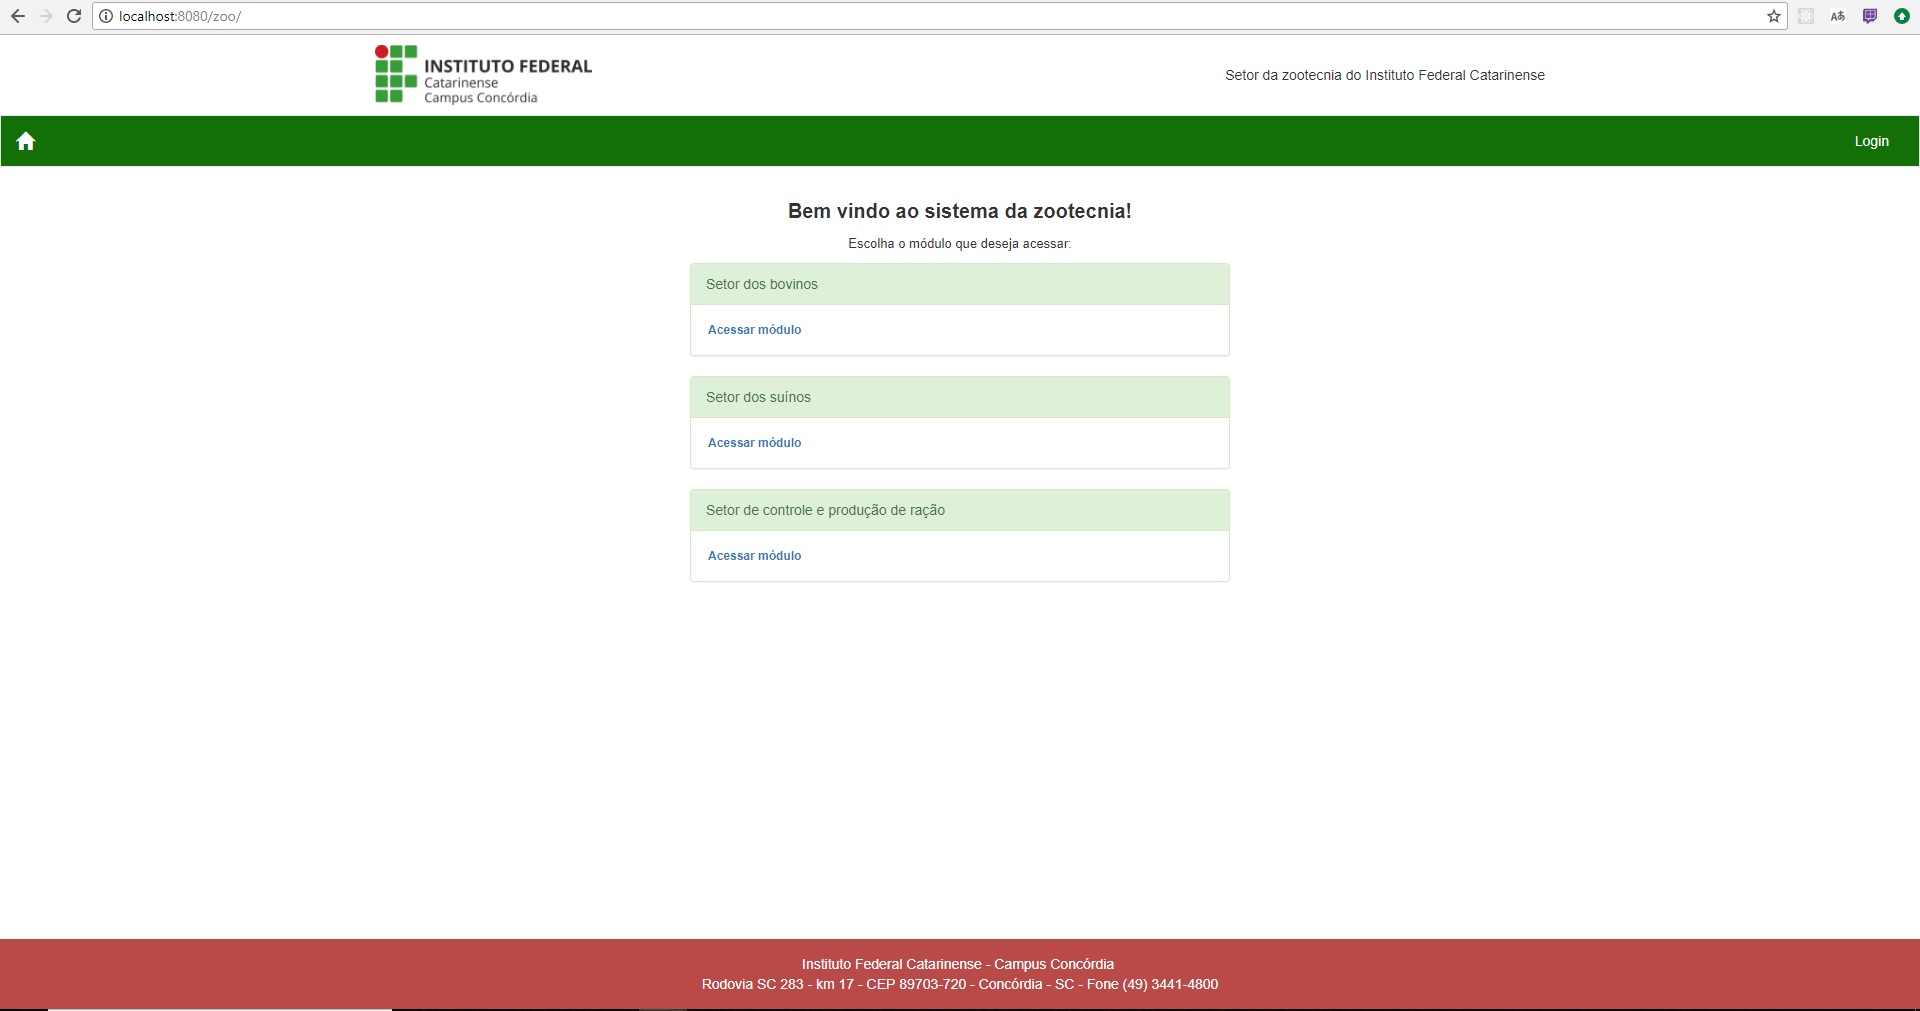 localhost:8080/zoo/
INSTITUTO FEDERAL
Catarinense
Campus Concórdia
Setor da zootecnia do Instituto Federal Catarinense
Login
Bem vindo ao sistema da zootecnia!
Escolha o módulo que deseja acessar:
Setor dos bovinos
Acessar módulo
Setor dos suínos
Acessar módulo
Setor de controle e produção de ração
Acessar módulo
Instituto Federal Catarinense - Campus Concórdia
Rodovia SC 283 - km 17 - CEP 89703-720 - Concórdia - SC - Fone (49) 3441-4800